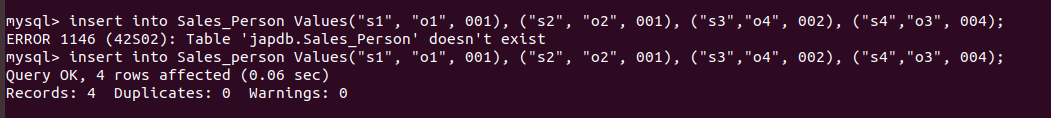 mysql> insert into Sales_Person Values("s1", "o1", 001), ("s2", "o2", 001), ("s3","o4", 002), ("s4","o3", 004);
ERROR 1146 (42S02): Table 'japdb.Sales_Person' doesn't exist
mysql> insert into Sales_person Values("s1", "o1", 001), ("s2", "o2", 001), ("s3","o4", 002), ("s4","o3", 004);
Query OK, 4 rows affected (0.06 sec)
Records: 4  Duplicates: 0  Warnings: 0